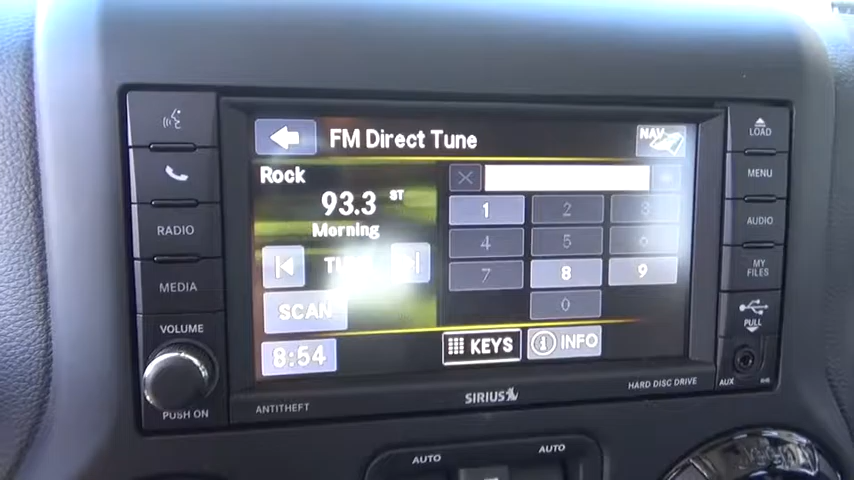 FM Direct Tune
NAV
LOAD
Rock
93.3 ST
Morning
MENU
RADIO
AUDIO
1 2 3
4 5 6
7 8 9
0
MY FILES
MEDIA
SCAN
VOLUME
8:54
KEYS
INFO
PULL
PUSH ON
ANTITHEFT
SIRIUS
HARD DISC DRIVE
AUX
AUTO
AUTO